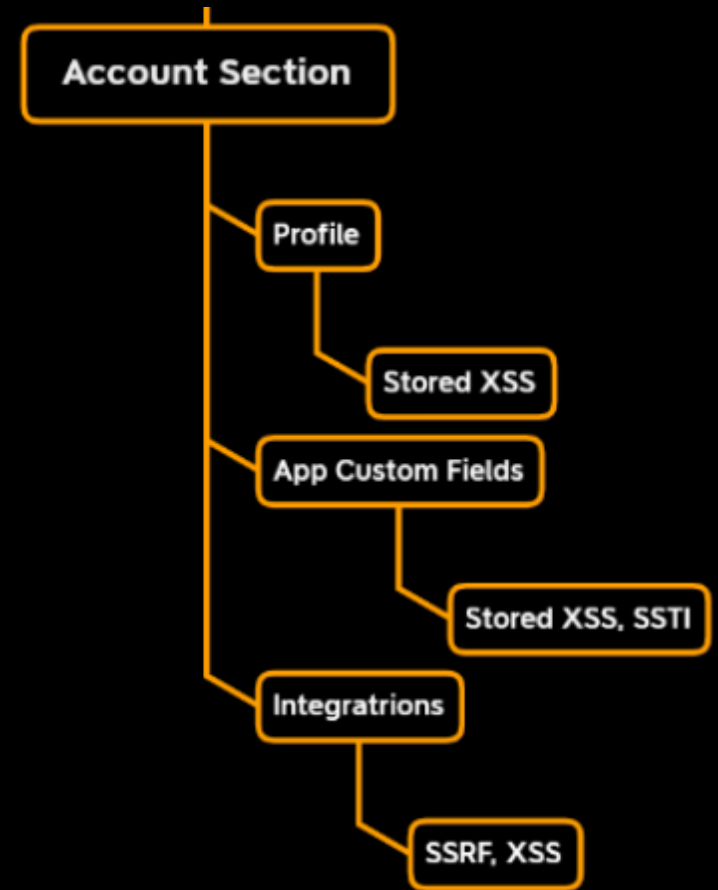 Account Section
Profile
Stored XSS
App Custom Fields
Stored XSS, SSTI
Integratrions
SSRF, XSS